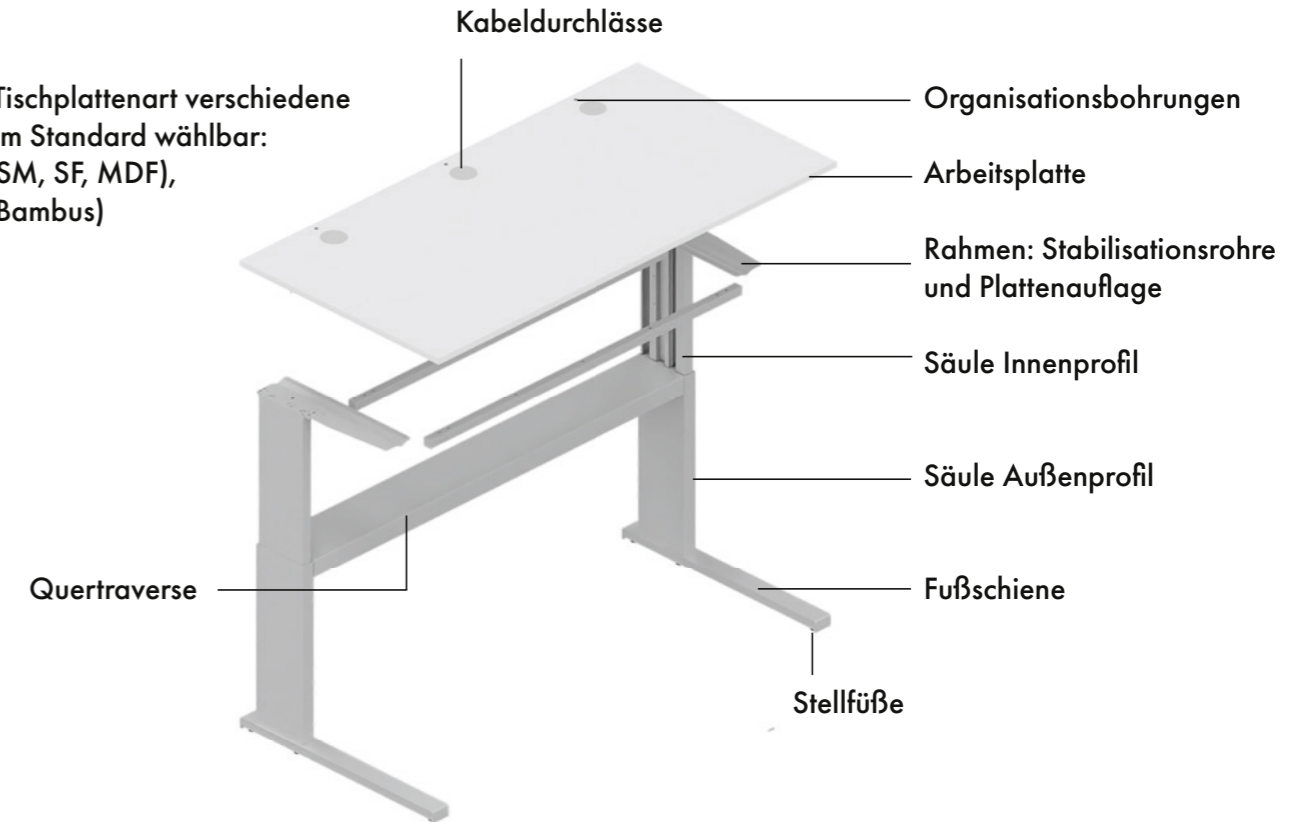 Kabeldurchlässe
Tischplattenart verschiedene
m Standard wählbar:
SM, SF, MDF),
Bambus)
Organisationsbohrungen
Arbeitsplatte
Rahmen: Stabilisationsrohre
und Plattenauflage
Säule Innenprofil
Säule Außenprofil
Quertraverse
Fußschiene
Stellfüße